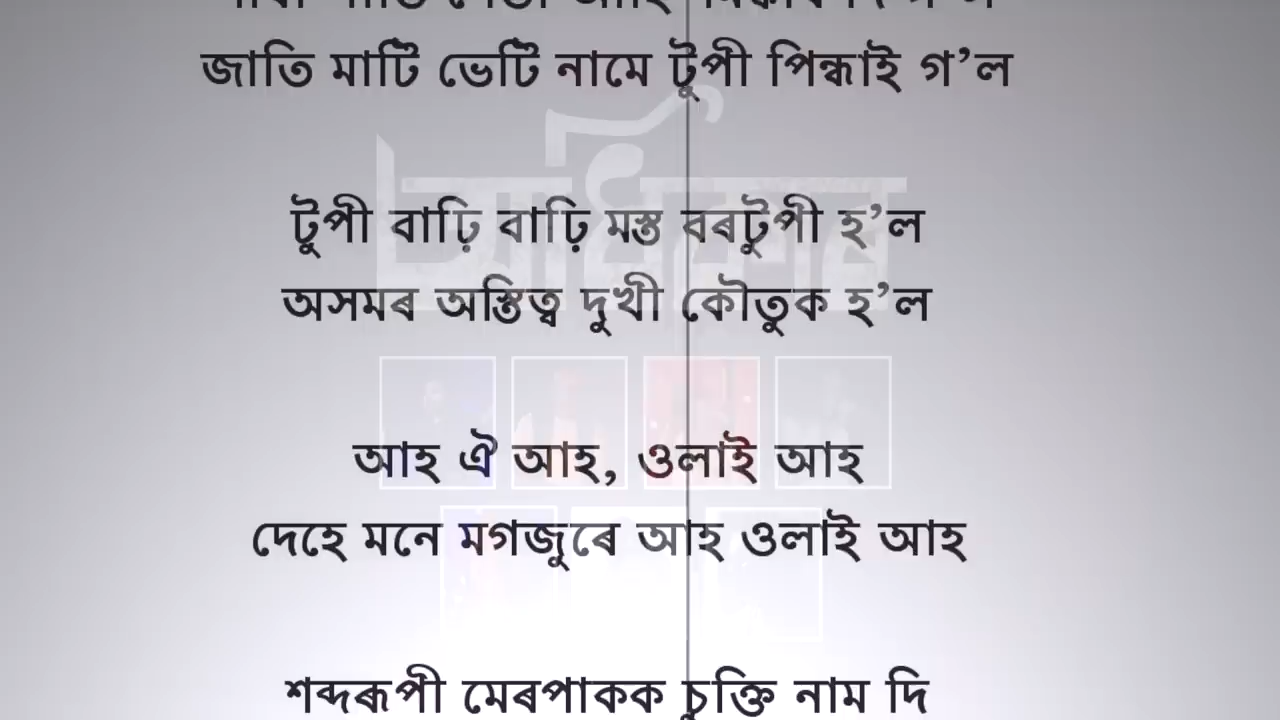 জাতি মাটি ভেটি নামে টুপী পিন্ধাই গ’ল
টুপী বাঢ়ি বাঢ়ি মস্ত বৰটুপী হ’ল
অসমৰ অস্তিত্ব দুখী কৌতুক হ’ল
আহ ঐ আহ, ওলাই আহ
দেহে মনে মগজুৰে আহ ওলাই আহ
শব্দৰূপী মেৰপাকক চুক্তি নাম দি